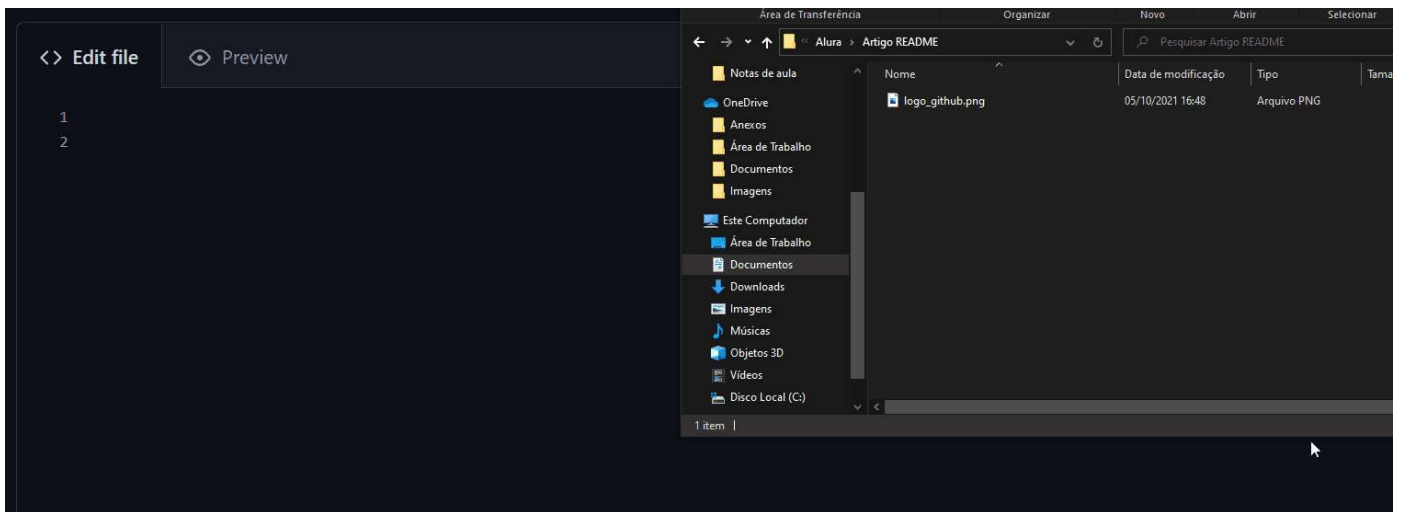 <> Edit file
Preview
1
2
Área de Transferência Organizar Novo Abrir Selecionar
<< Alura > Artigo README
Pesquisar Artigo README
Notas de aula
OneDrive
Anexos
Área de Trabalho
Documentos
Imagens
Este Computador
Área de Trabalho
Documentos
Downloads
Imagens
Músicas
Objetos 3D
Vídeos
Disco Local (C:)
Nome Data de modificação Tipo Tama
logo_github.png 05/10/2021 16:48 Arquivo PNG
1 item